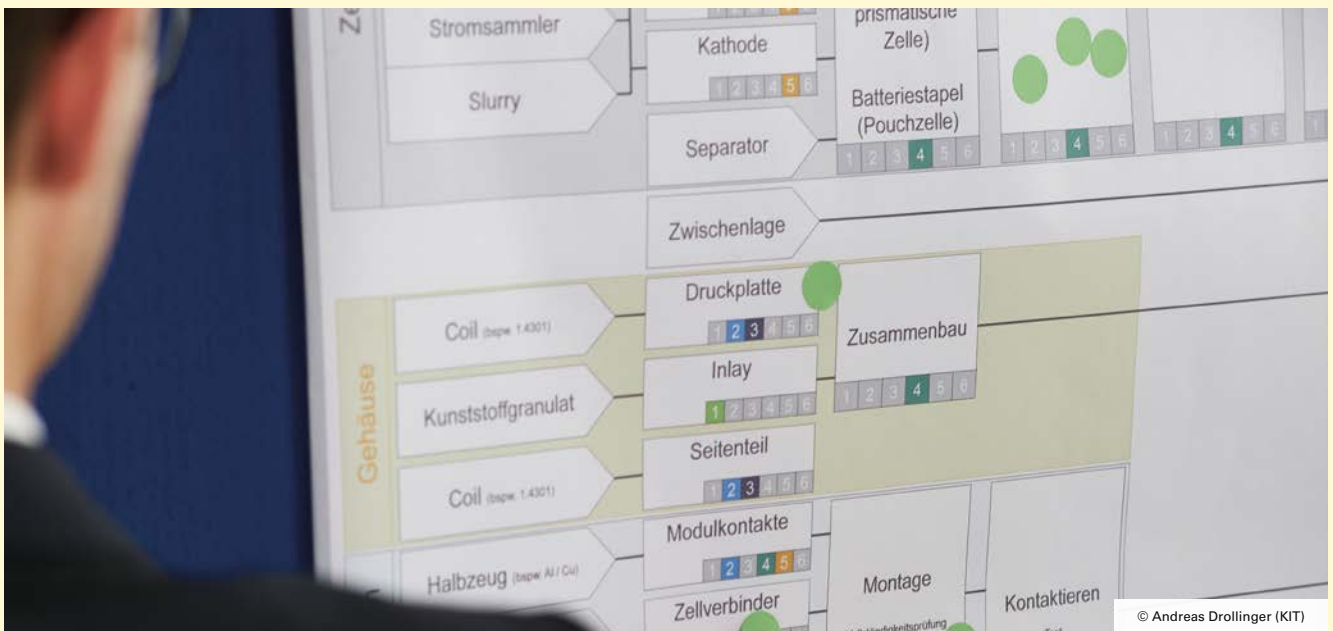 Ze
Stromsammler
Slurry
Kathode
1 2 3 4 5 6
Separator
prismatische
Zelle)
Batteriestapel
(Pouchzelle)
1 2 3 4 5 6
1 2 3 4 5 6
1 2 3 4 5 6
Zwischenlage
Gehäuse
Coil (bspw. 1.4301)
Druckplatte
1 2 3 4 5 6
Kunststoffgranulat
Inlay
1 2 3 4 5 6
Coil (bspw. 1.4301)
Seitenteil
1 2 3 4 5 6
Zusammenbau
1 2 3 4 5 6
Halbzeug (bspw. Al / Cu)
Modulkontakte
1 2 3 4 5 6
Zellverbinder
Montage
Kontaktieren
© Andreas Drollinger (KIT)